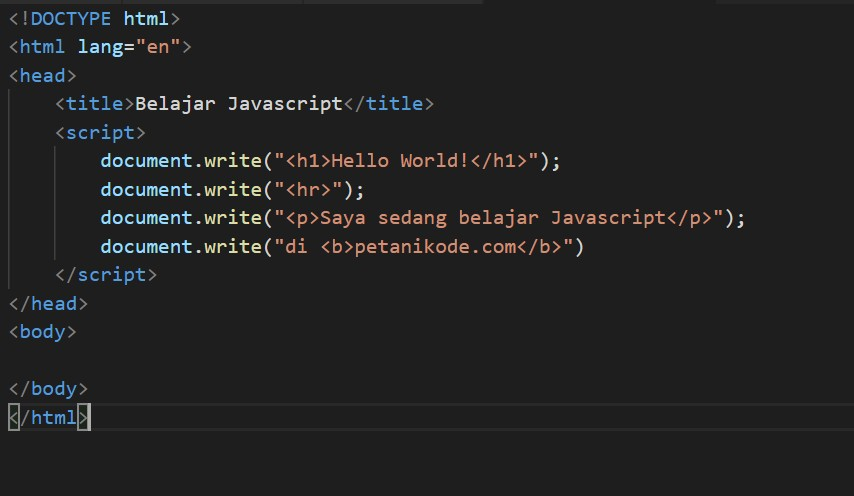 <!DOCTYPE html>
<html lang="en">
<head>
    <title>Belajar Javascript</title>
    <script>
        document.write("<h1>Hello World!</h1>");
        document.write("<hr>");
        document.write("<p>Saya sedang belajar Javascript</p>");
        document.write("di <b>petanikode.com</b>")
    </script>
</head>
<body>
</body>
</html>